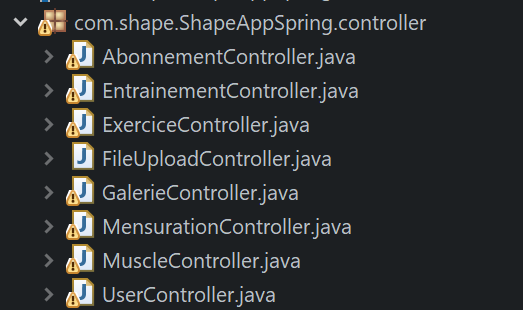 com.shape.ShapeAppSpring.controller
AbonnementController.java
EntrainementController.java
ExerciceController.java
FileUploadController.java
GalerieController.java
MensurationController.java
MuscleController.java
UserController.java